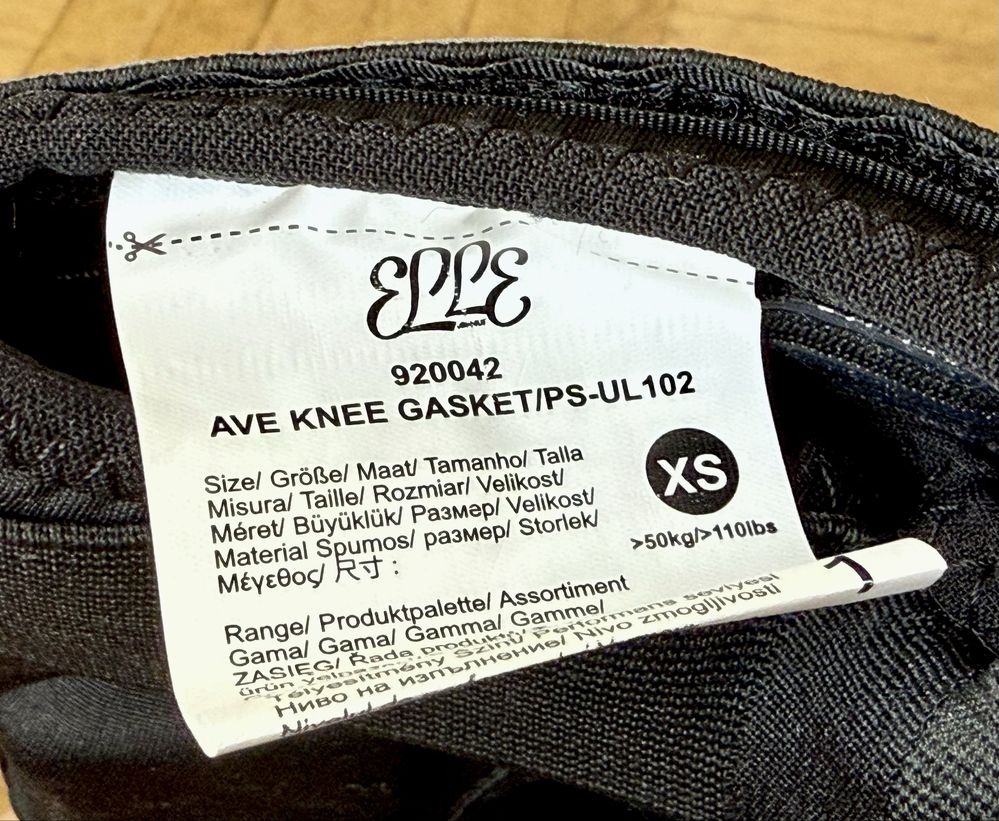 ELLE
920042
AVE KNEE GASKET/PS-UL102
Size/ Größe/ Maat/ Tamanho/ Talla
Misura/ Taille/ Rozmiar/ Velikost/
Méret/ Büyüklük/ Размер/ Velikost/
Material Spumos/ размер/ Storlek/
Μέγεθος/ 尺寸 :
XS
>50kg/>110lbs
Range/ Produktpalette/ Assortiment
Gama/ Gama/ Gamma/ Gamme/
ZASIĘG/ Řada produktů/
Performans seviyesi
Szintű
Nivo zmogljivosti
Ниво на изпълнение/
1